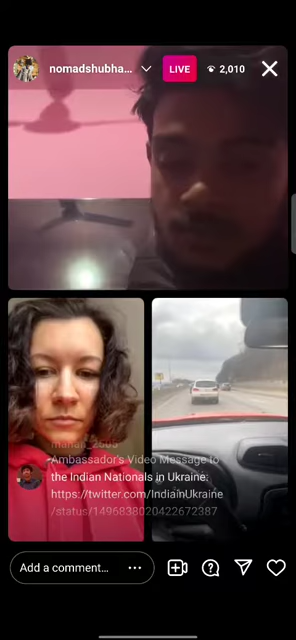 nomadshubha... LIVE 2,010
manan_2505
Ambassador's Video Message to
the Indian Nationals in Ukraine:
https://twitter.com/IndiainUkraine
/status/1496838020422672387
Add a comment...